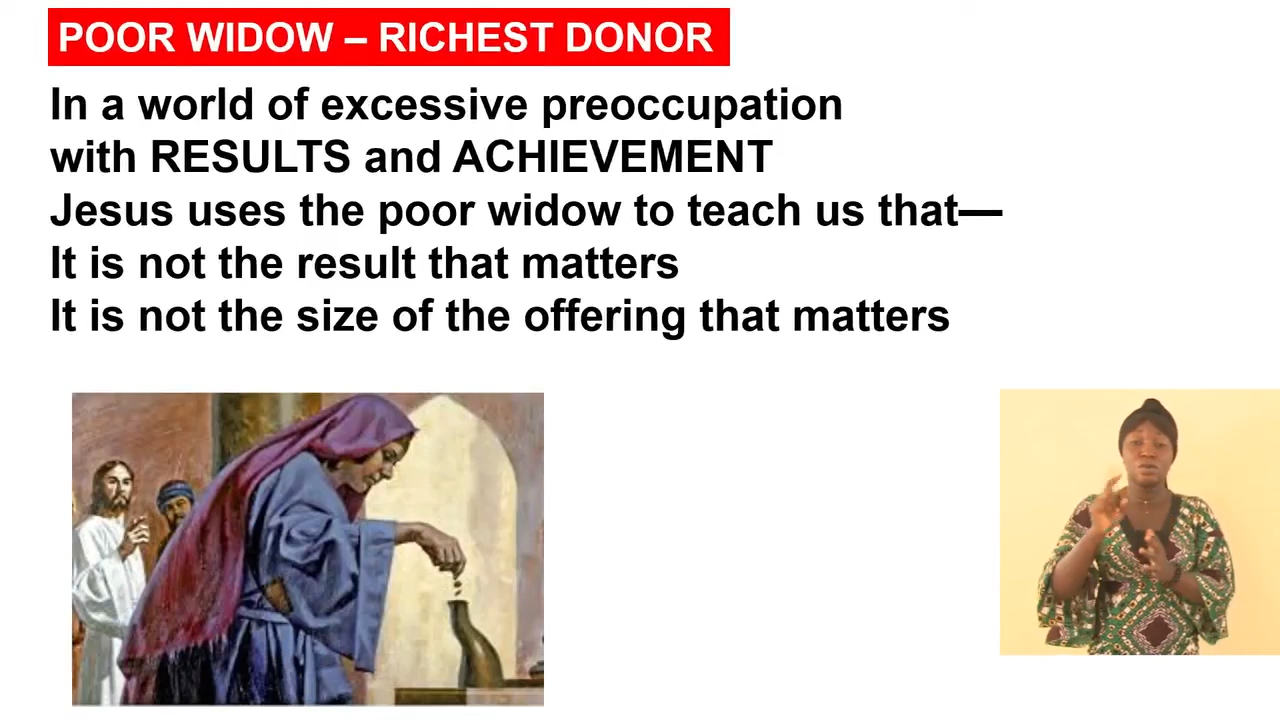 POOR WIDOW – RICHEST DONOR
In a world of excessive preoccupation
with RESULTS and ACHIEVEMENT
Jesus uses the poor widow to teach us that—
It is not the result that matters
It is not the size of the offering that matters